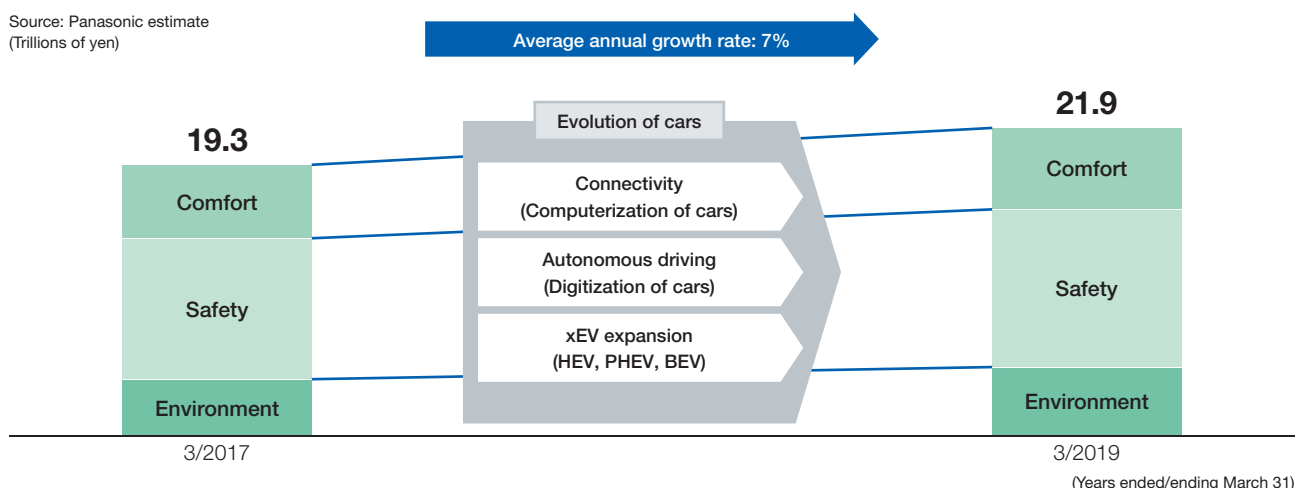 Source: Panasonic estimate
(Trillions of yen)
Average annual growth rate: 7%
19.3
Comfort
Safety
Environment
3/2017
Evolution of cars
Connectivity
(Computerization of cars)
Autonomous driving
(Digitization of cars)
xEV expansion
(HEV, PHEV, BEV)
21.9
Comfort
Safety
Environment
3/2019
(Years ended/ending March 31)